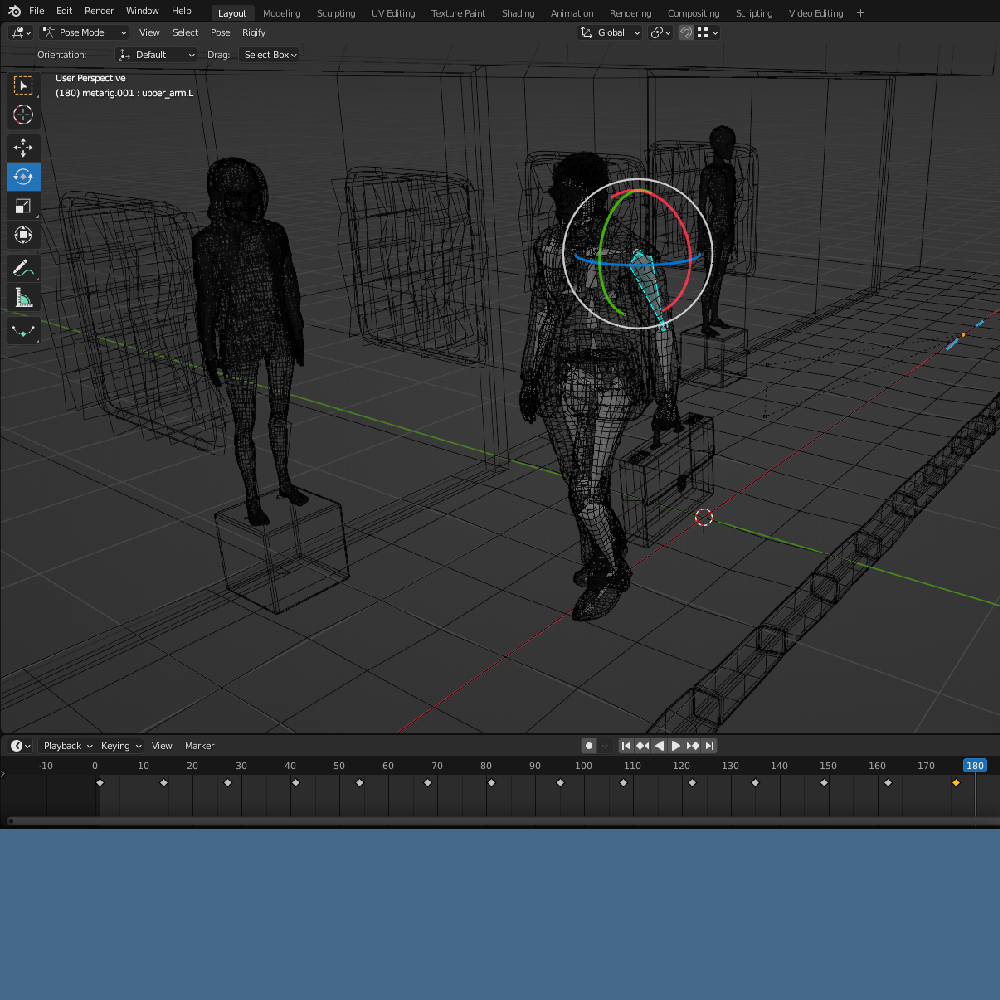 File Edit Render Window Help Layout Modeling Sculpting UV Editing Texture Paint Shading Animation Rendering Compositing Scripting Video Editing +
Pose Mode View Select Pose Rigify Global
Orientation: Default Drag: Select Box
User Perspective
(180) metarig.001 : upper_arm.L
Playback Keying View Marker
-10 0 10 20 30 40 50 60 70 80 90 100 110 120 130 140 150 160 170 180